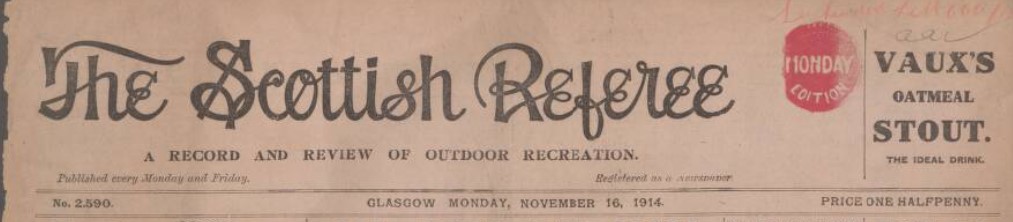 The Scottish Referee
MONDAY
EDITION
VAUX'S
OATMEAL
STOUT.
THE IDEAL DRINK.
A RECORD AND REVIEW OF OUTDOOR RECREATION.
Published every Monday and Friday.
Registered as a Newspaper.
No. 2,590.
GLASGOW MONDAY, NOVEMBER 16, 1914.
PRICE ONE HALFPENNY.